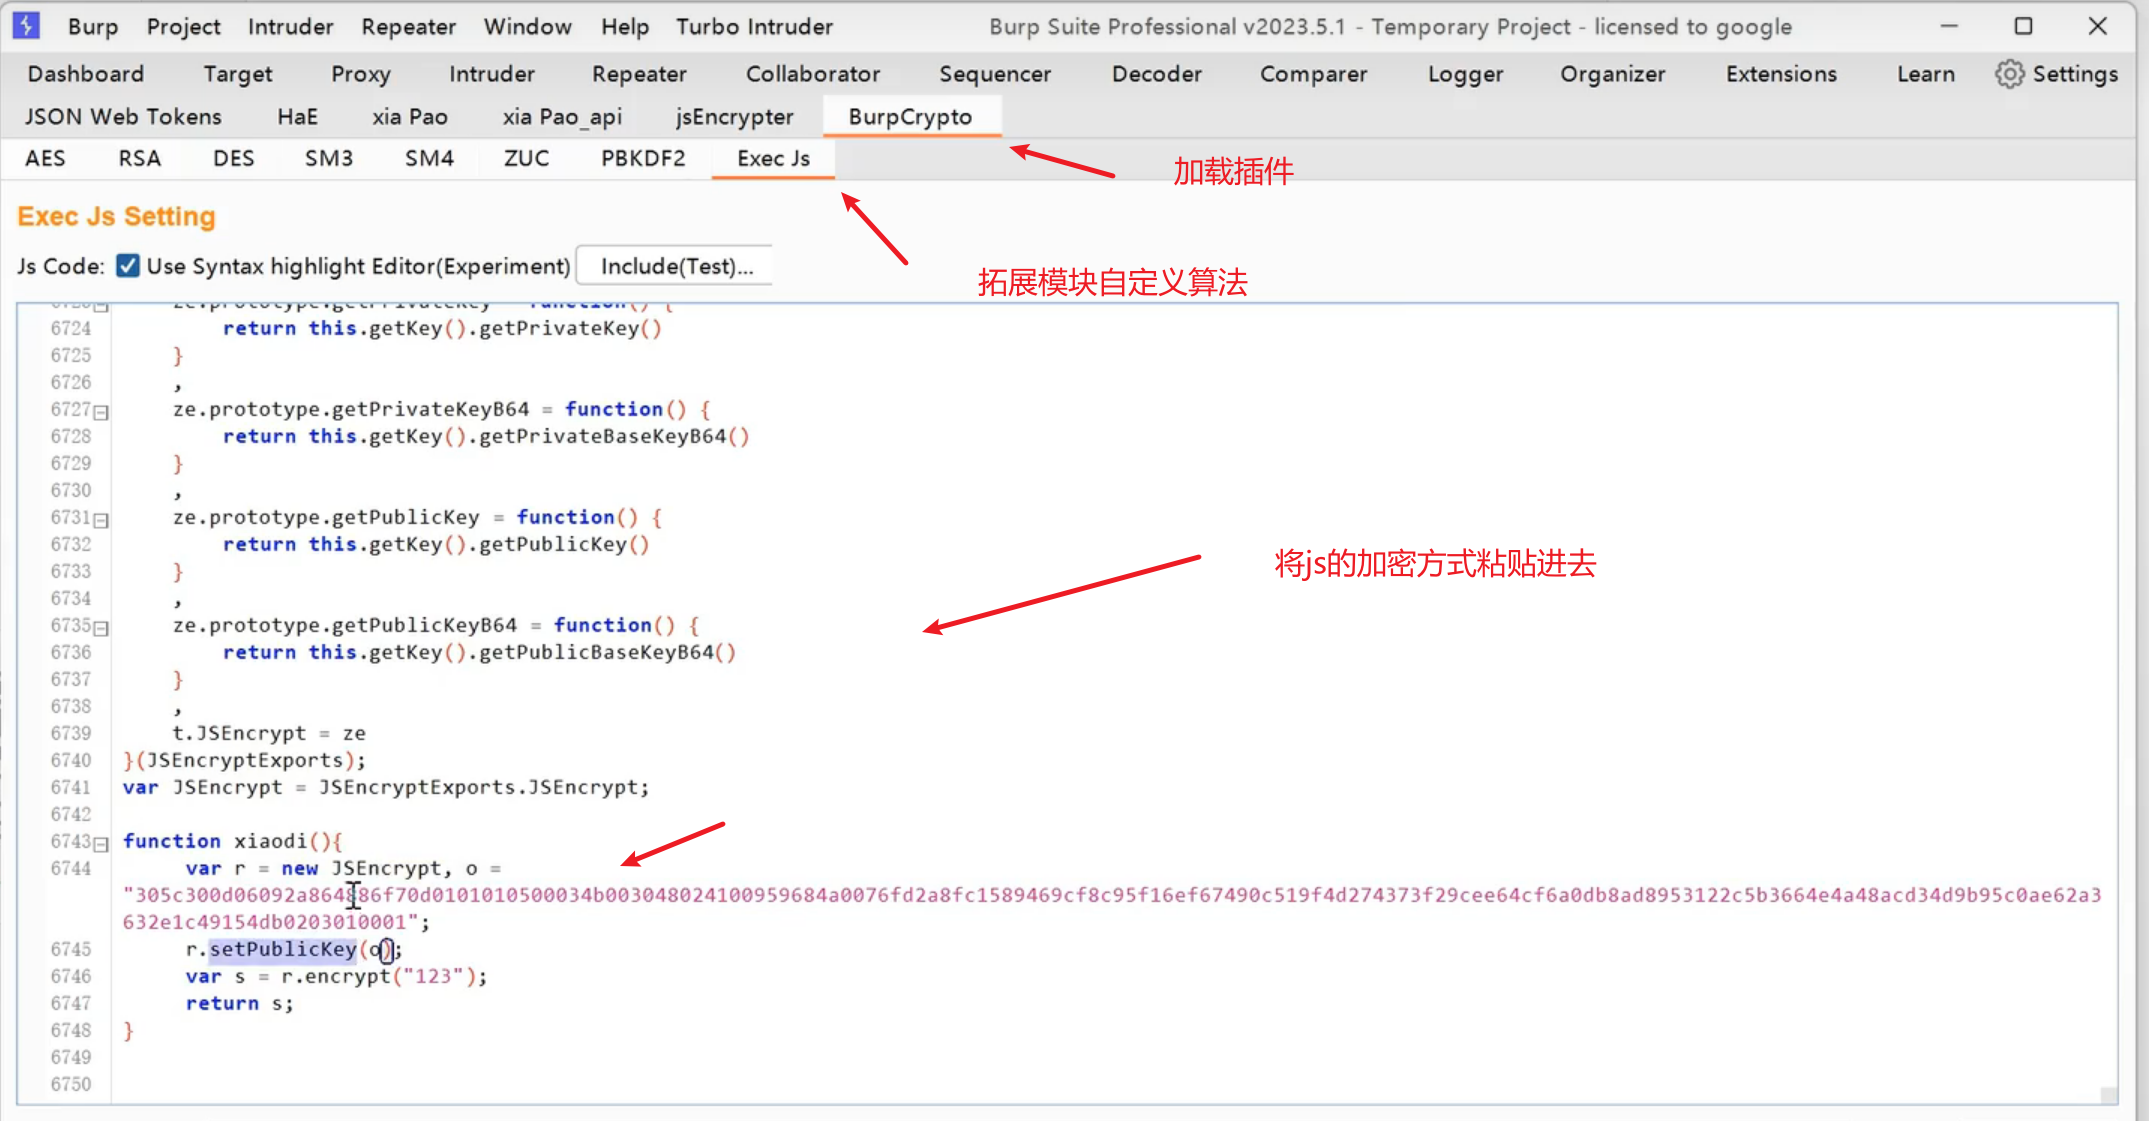 Burp Project Intruder Repeater Window Help Turbo Intruder Burp Suite Professional v2023.5.1 - Temporary Project - licensed to google
Dashboard Target Proxy Intruder Repeater Collaborator Sequencer Decoder Comparer Logger Organizer Extensions Learn Settings
JSON Web Tokens HaE xia Pao xia Pao_api jsEncrypter BurpCrypto
AES RSA DES SM3 SM4 ZUC PBKDF2 Exec Js
加载插件
Exec Js Setting
Js Code: Use Syntax highlight Editor(Experiment) Include(Test)...
拓展模块自定义算法
6723 ze.prototype.getPrivateKey = function() {
6724 return this.getKey().getPrivateKey()
6725 }
6726 ,
6727 ze.prototype.getPrivateKeyB64 = function() {
6728 return this.getKey().getPrivateBaseKeyB64()
6729 }
6730 ,
6731 ze.prototype.getPublicKey = function() {
6732 return this.getKey().getPublicKey()
将js的加密方式粘贴进去
6733 }
6734 ,
6735 ze.prototype.getPublicKeyB64 = function() {
6736 return this.getKey().getPublicBaseKeyB64()
6737 }
6738 ,
6739 t.JSEncrypt = ze
6740 }(JSEncryptExports);
6741 var JSEncrypt = JSEncryptExports.JSEncrypt;
6742
6743 function xiaodi(){
6744 var r = new JSEncrypt, o =
"305c300d06092a864886f70d0101010500034b003048024100959684a0076fd2a8fc1589469cf8c95f16ef67490c519f4d274373f29cee64cf6a0db8ad8953122c5b3664e4a48acd34d9b95c0ae62a3
632e1c49154db0203010001";
6745 r.setPublicKey(o);
6746 var s = r.encrypt("123");
6747 return s;
6748 }
6749
6750